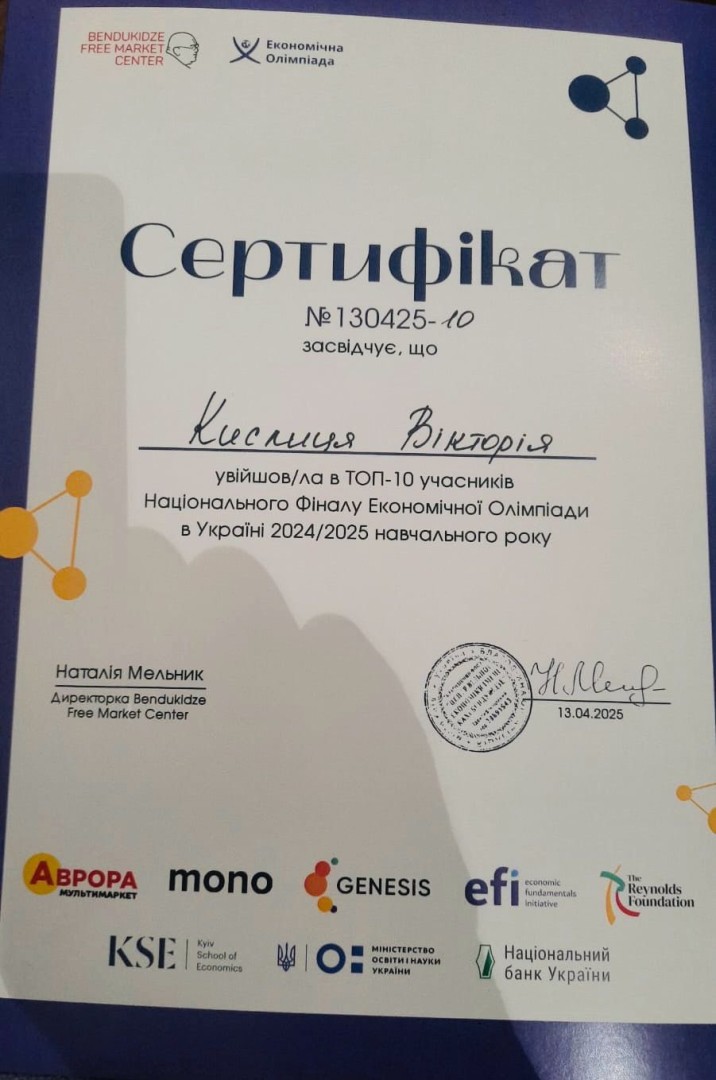 BENDUKIDZE
FREE MARKET
CENTER
Економічна
Олімпіада
Сертифікат
№130425-10
засвідчує, що
Кислиця Вікторія
увійшов/ла в ТОП-10 учасників
Національного Фіналу Економічної Олімпіади
в Україні 2024/2025 навчального року
Наталія Мельник
Директорка Bendukidze
Free Market Center
13.04.2025
АВРОРА
МУЛЬТИМАРКЕТ
mono
GENESIS
efi economic
fundamentals
initiative
The
Reynolds
Foundation
KSE Kyiv
School of
Economics
МІНІСТЕРСТВО
ОСВІТИ І НАУКИ
УКРАЇНИ
Національний
банк України